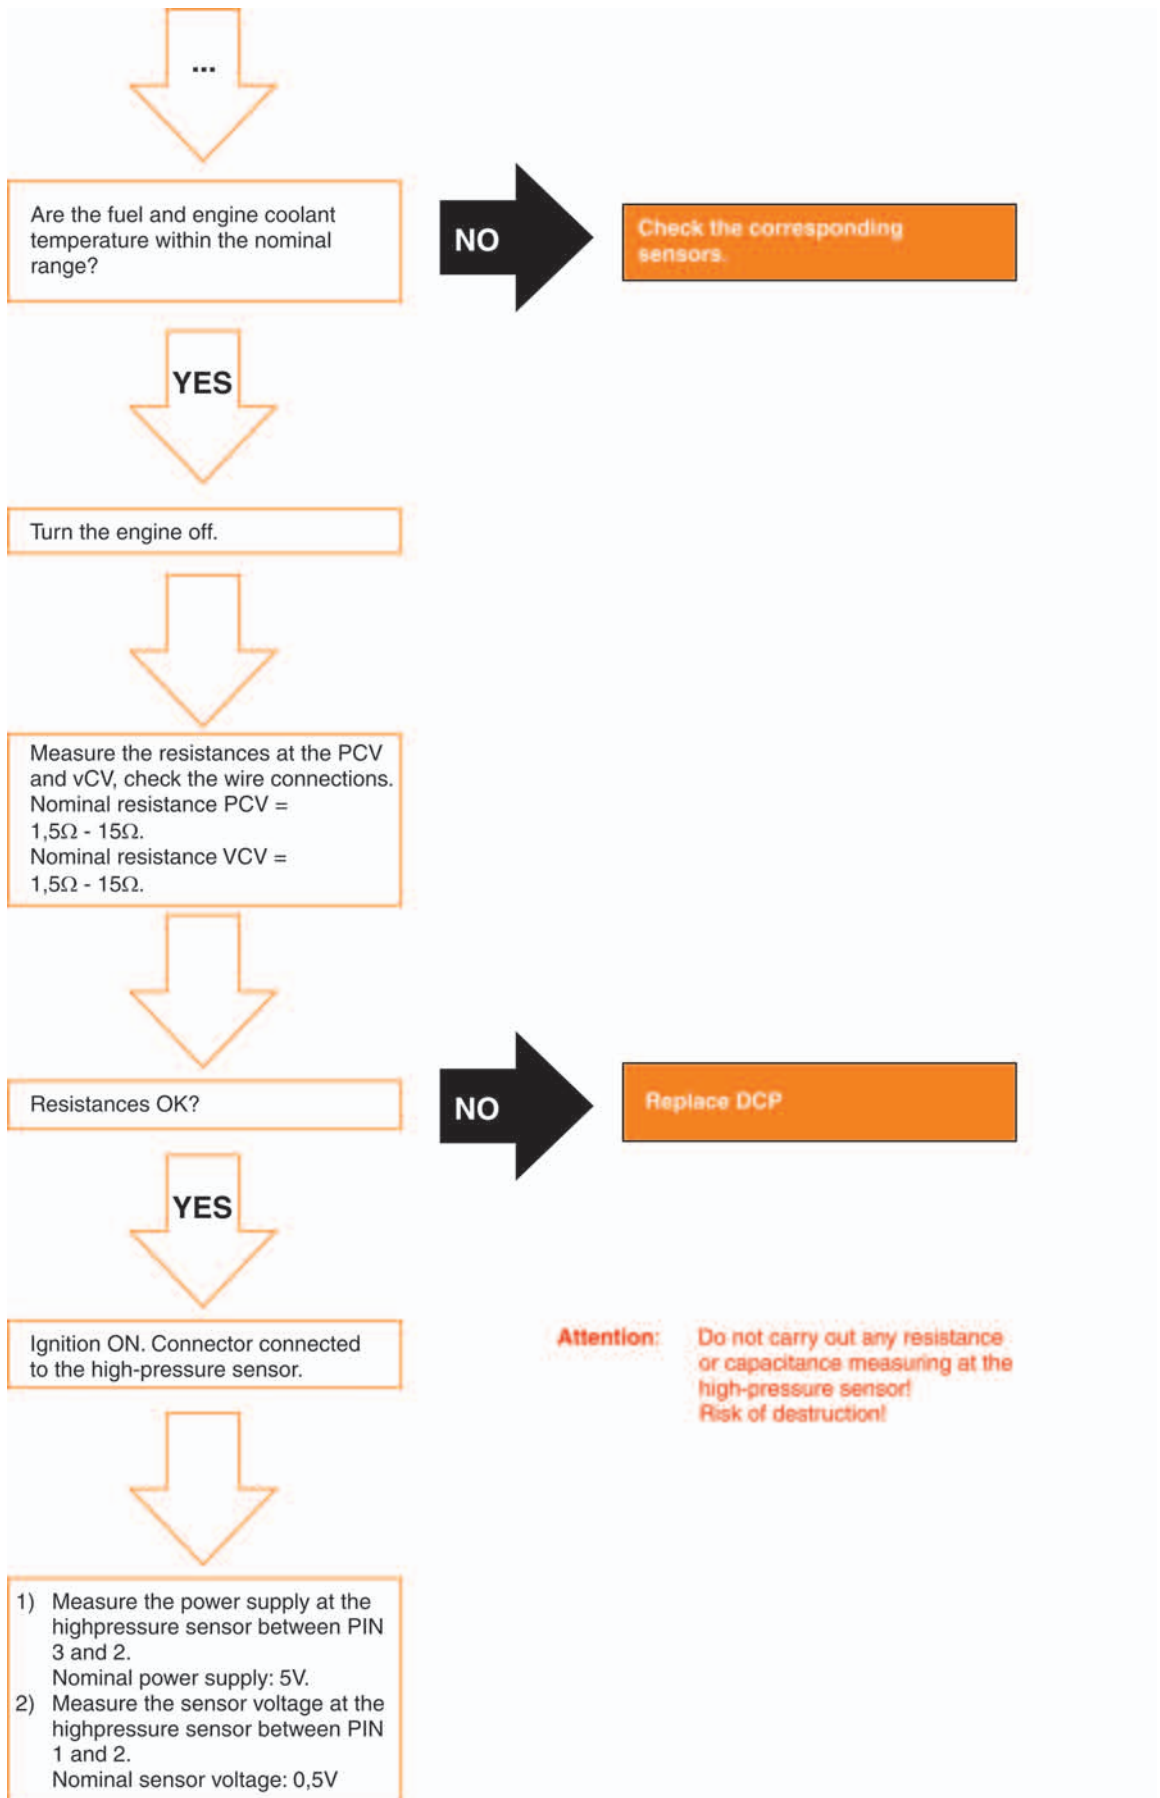 ...
Are the fuel and engine coolant
temperature within the nominal
range?
NO
Check the corresponding
sensors.
YES
Turn the engine off.
Measure the resistances at the PCV
and vCV, check the wire connections.
Nominal resistance PCV =
1,5Ω - 15Ω.
Nominal resistance VCV =
1,5Ω - 15Ω.
Resistances OK?
NO
Replace DCP
YES
Ignition ON. Connector connected
to the high-pressure sensor.
Attention: Do not carry out any resistance
or capacitance measuring at the
high-pressure sensor!
Risk of destruction!
1) Measure the power supply at the
highpressure sensor between PIN
3 and 2.
Nominal power supply: 5V.
2) Measure the sensor voltage at the
highpressure sensor between PIN
1 and 2.
Nominal sensor voltage: 0,5V